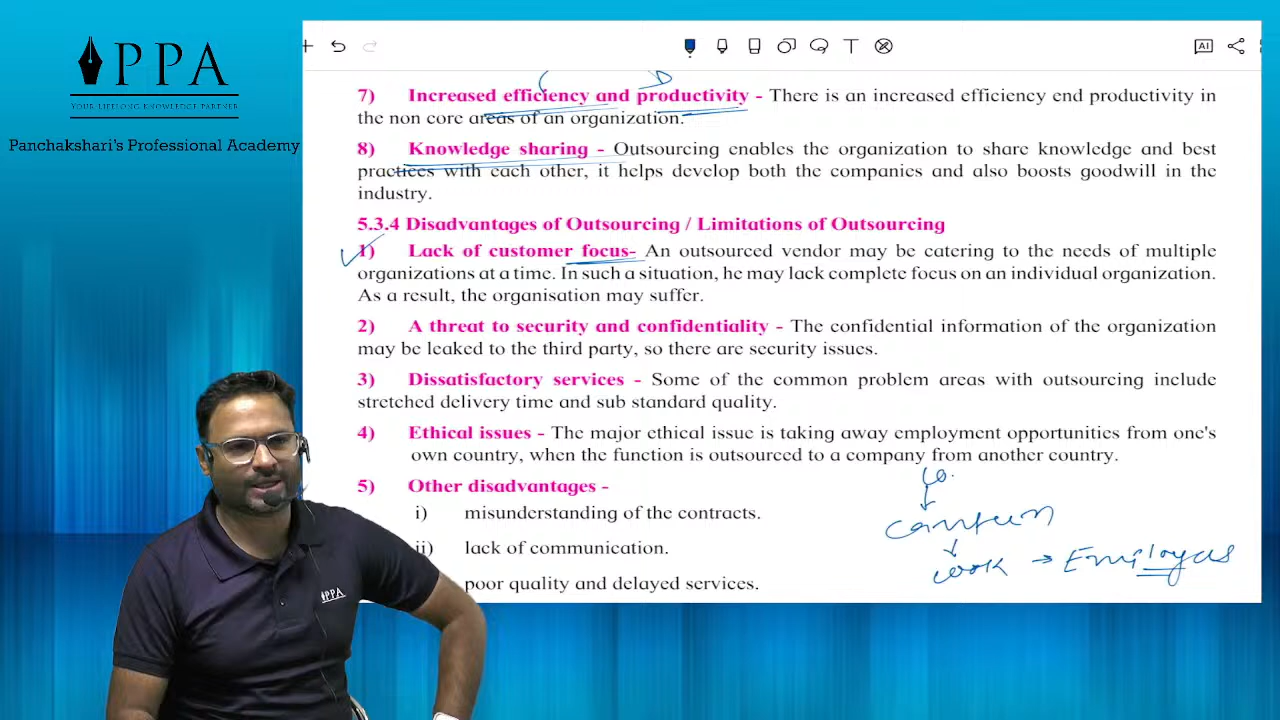 PPA
YOUR LIFELONG KNOWLEDGE PARTNER
Panchakshari's Professional Academy
AI
7) Increased efficiency and productivity - There is an increased efficiency end productivity in
the non core areas of an organization.
8) Knowledge sharing - Outsourcing enables the organization to share knowledge and best
practices with each other, it helps develop both the companies and also boosts goodwill in the
industry.
5.3.4 Disadvantages of Outsourcing / Limitations of Outsourcing
1) Lack of customer focus- An outsourced vendor may be catering to the needs of multiple
organizations at a time. In such a situation, he may lack complete focus on an individual organization.
As a result, the organisation may suffer.
2) A threat to security and confidentiality - The confidential information of the organization
may be leaked to the third party, so there are security issues.
3) Dissatisfactory services - Some of the common problem areas with outsourcing include
stretched delivery time and sub standard quality.
4) Ethical issues - The major ethical issue is taking away employment opportunities from one's
own country, when the function is outsourced to a company from another country.
5) Other disadvantages -
i) misunderstanding of the contracts.
ii) lack of communication.
poor quality and delayed services.
Co.
canteen
work → Employees
PPA